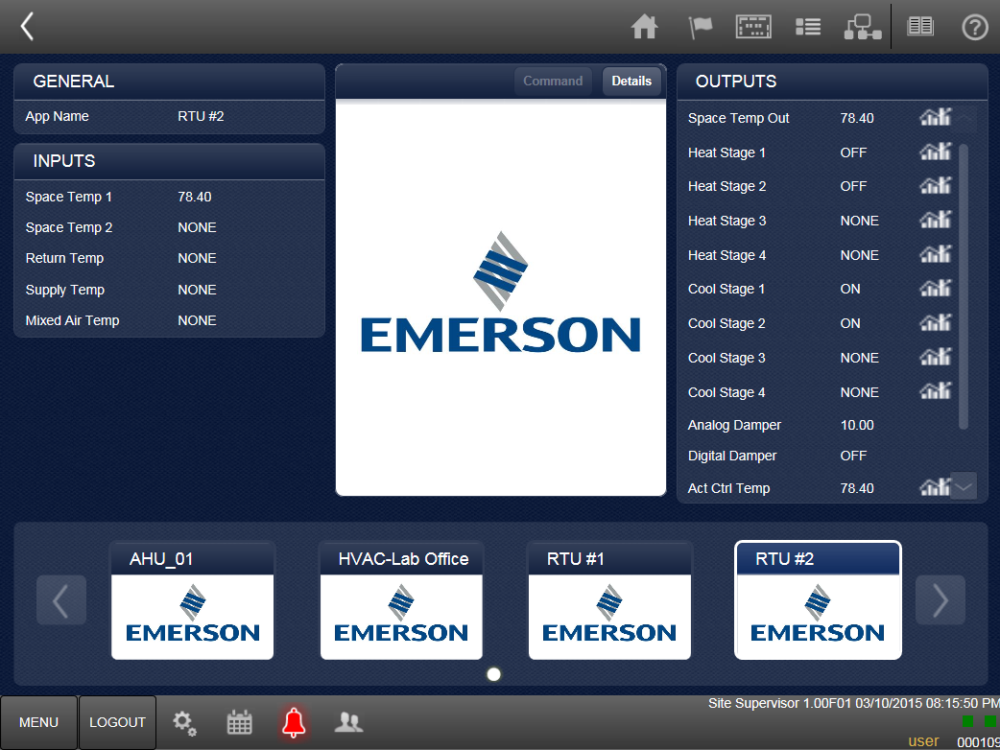 GENERAL
App Name RTU #2
INPUTS
Space Temp 1 78.40
Space Temp 2 NONE
Return Temp NONE
Supply Temp NONE
Mixed Air Temp NONE
Command Details
EMERSON
OUTPUTS
Space Temp Out 78.40
Heat Stage 1 OFF
Heat Stage 2 OFF
Heat Stage 3 NONE
Heat Stage 4 NONE
Cool Stage 1 ON
Cool Stage 2 ON
Cool Stage 3 NONE
Cool Stage 4 NONE
Analog Damper 10.00
Digital Damper OFF
Act Ctrl Temp 78.40
AHU_01 HVAC-Lab Office RTU #1 RTU #2
EMERSON EMERSON EMERSON EMERSON
Site Supervisor 1.00F01 03/10/2015 08:15:50 PM
MENU LOGOUT
user 000109